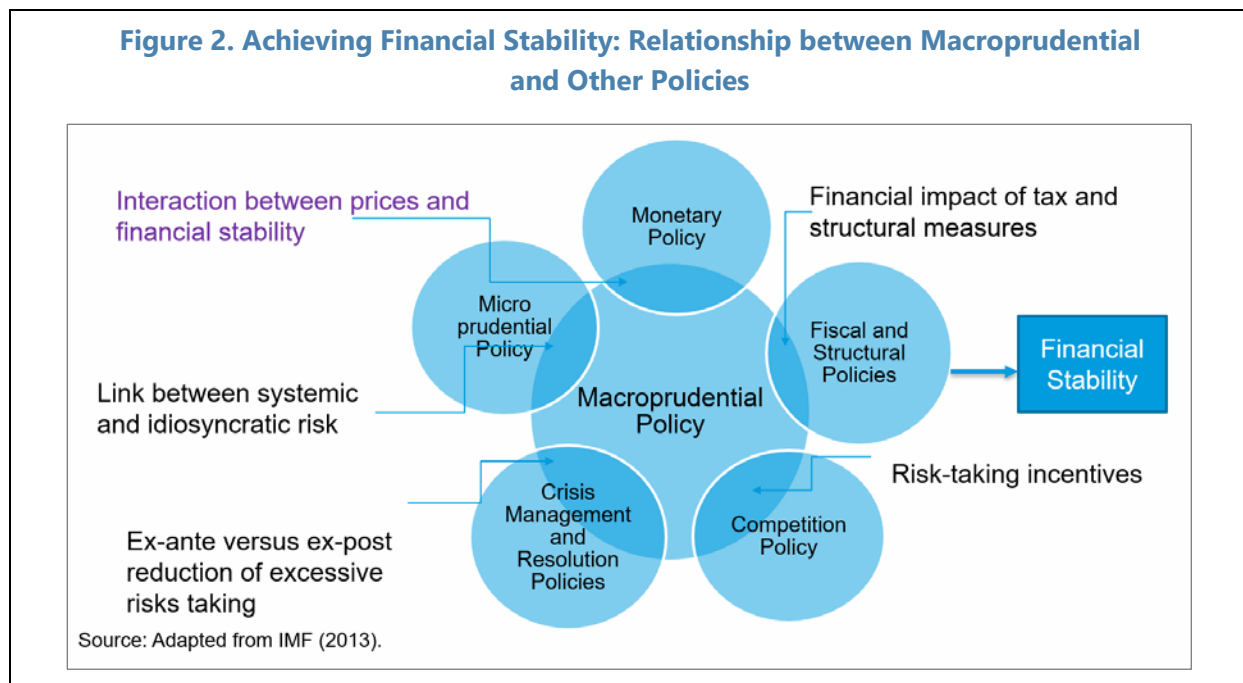 Figure 2. Achieving Financial Stability: Relationship between Macroprudential
and Other Policies
Interaction between prices and
financial stability
Monetary
Policy
Financial impact of tax and
structural measures
Micro
prudential
Policy
Fiscal and
Structural
Policies
Financial
Stability
Link between systemic
and idiosyncratic risk
Macroprudential
Policy
Risk-taking incentives
Crisis
Management
and
Resolution
Policies
Competition
Policy
Ex-ante versus ex-post
reduction of excessive
risks taking
Source: Adapted from IMF (2013).